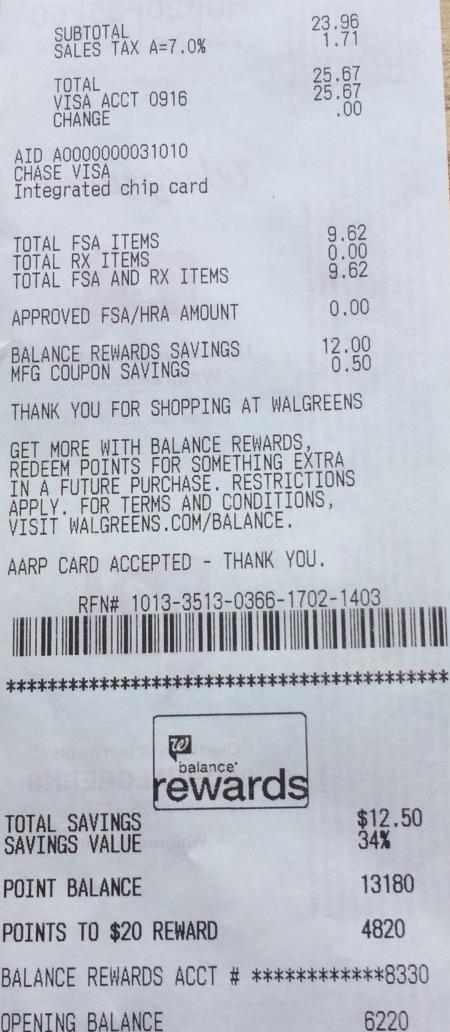 SUBTOTAL 23.96
SALES TAX A=7.0% 1.71
TOTAL 25.67
VISA ACCT 0916 25.67
CHANGE .00
AID A0000000031010
CHASE VISA
Integrated chip card
TOTAL FSA ITEMS 9.62
TOTAL RX ITEMS 0.00
TOTAL FSA AND RX ITEMS 9.62
APPROVED FSA/HRA AMOUNT 0.00
BALANCE REWARDS SAVINGS 12.00
MFG COUPON SAVINGS 0.50
THANK YOU FOR SHOPPING AT WALGREENS
GET MORE WITH BALANCE REWARDS,
REDEEM POINTS FOR SOMETHING EXTRA
IN A FUTURE PURCHASE. RESTRICTIONS
APPLY. FOR TERMS AND CONDITIONS,
VISIT WALGREENS.COM/BALANCE.
AARP CARD ACCEPTED - THANK YOU.
RFN# 1013-3513-0366-1702-1403
******************************************
W
balance®
rewards
TOTAL SAVINGS $12.50
SAVINGS VALUE 34%
POINT BALANCE 13180
POINTS TO $20 REWARD 4820
BALANCE REWARDS ACCT # ************8330
OPENING BALANCE 6220